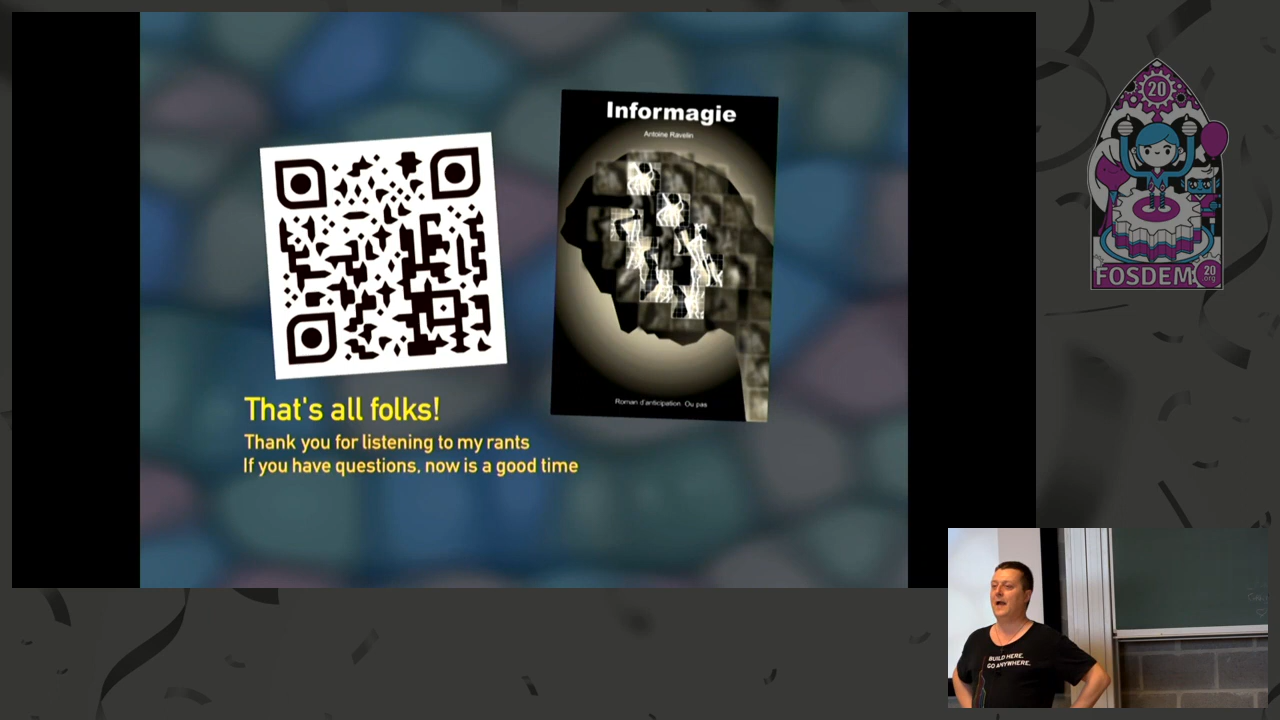 Informagie
Antoine Ravelin
Roman d'anticipation. Ou pas
That's all folks!
Thank you for listening to my rants
If you have questions, now is a good time
20
FOSDEM
20
org
BUILD HERE.
GO ANYWHERE.